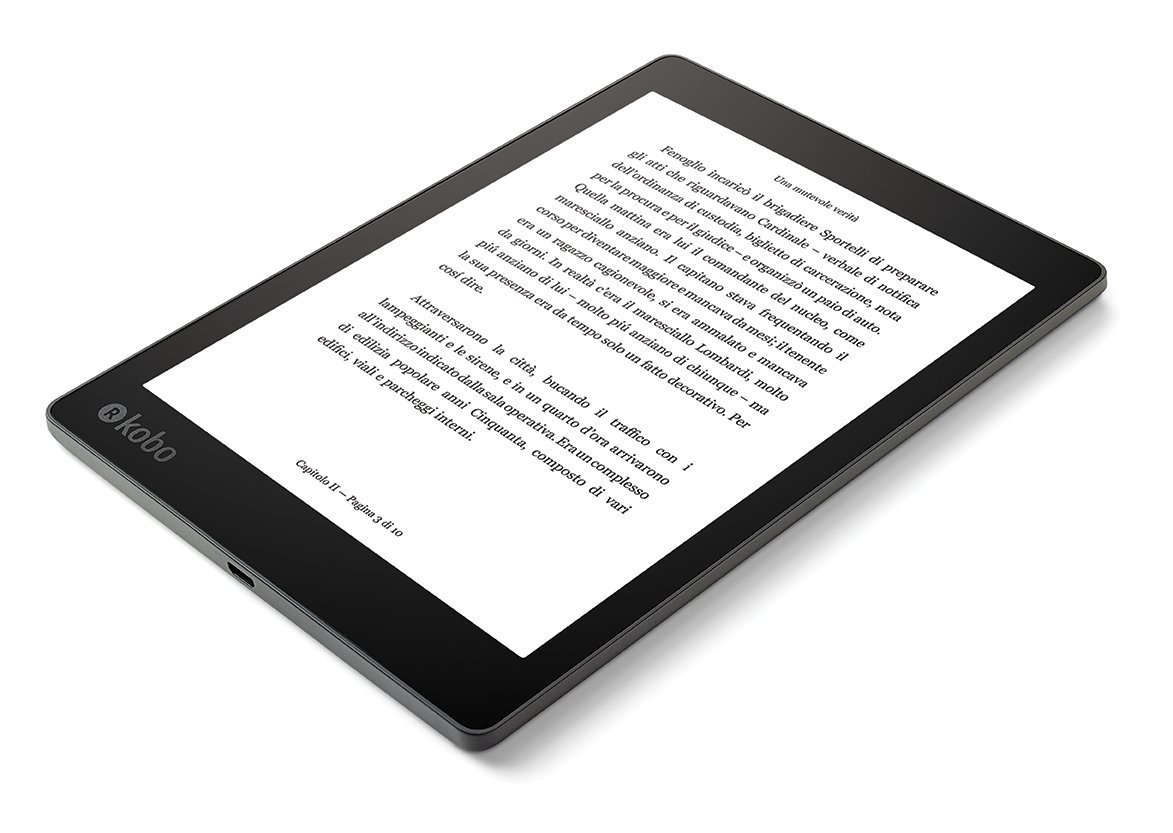 Una mutevole verità
Fenoglio incaricò il brigadiere Sportelli di preparare
gli atti che riguardavano Cardinale – verbale di notifica
dell'ordinanza di custodia, biglietto di carcerazione, nota
per la procura e per il giudice – e organizzò un paio di auto.
Quella mattina era lui il comandante del nucleo, come
maresciallo anziano. Il capitano stava frequentando il
corso per diventare maggiore e mancava da mesi; il tenente
era un ragazzo cagionevole, si era ammalato e mancava
da giorni. In realtà c'era il maresciallo Lombardi, molto
piú anziano di lui – molto piú anziano di chiunque – ma
la sua presenza era da tempo solo un fatto decorativo. Per
cosí dire.
Attraversarono la città, bucando il traffico con i
lampeggianti e le sirene, e in un quarto d'ora arrivarono
all'indirizzo indicato dalla sala operativa. Era un complesso
di edilizia popolare anni Cinquanta, composto di vari
edifici, viali e parcheggi interni.
Capitolo II — Pagina 3 di 10
R kobo